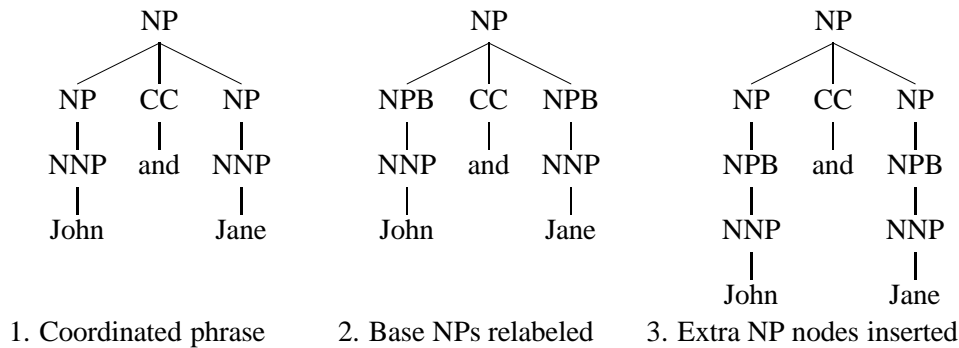 NP NP NP
NP CC NP NPB CC NPB NP CC NP
NNP and NNP NNP and NNP NPB and NPB
John Jane John Jane NNP NNP
John Jane
1. Coordinated phrase 2. Base NPs relabeled 3. Extra NP nodes inserted